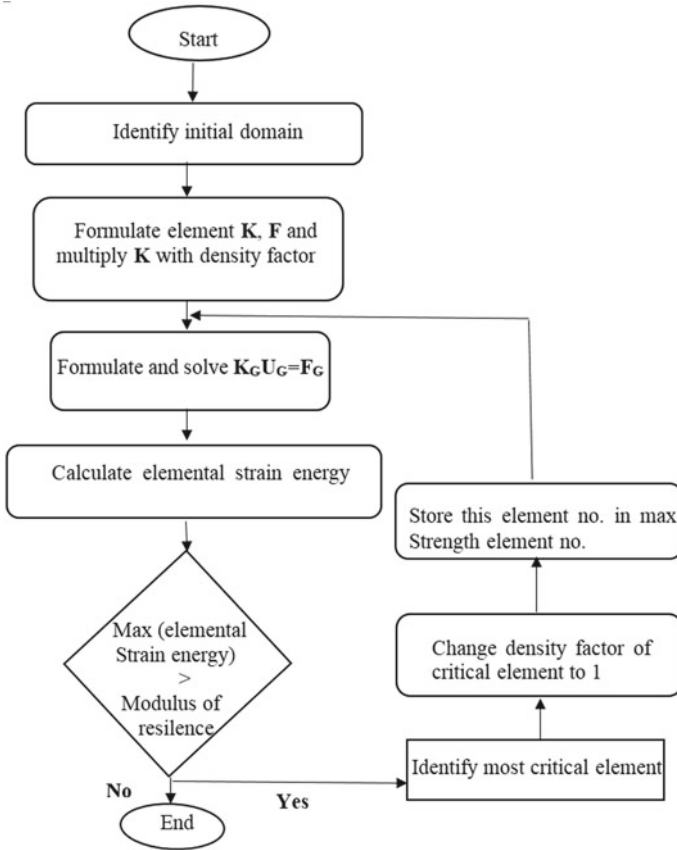 Start
Identify initial domain
Formulate element K, F and
multiply K with density factor
Formulate and solve KGUG=FG
Calculate elemental strain energy
Max (elemental
Strain energy)
>
Modulus of
resilence
No
Yes
End
Identify most critical element
Change density factor of
critical element to 1
Store this element no. in max
Strength element no.